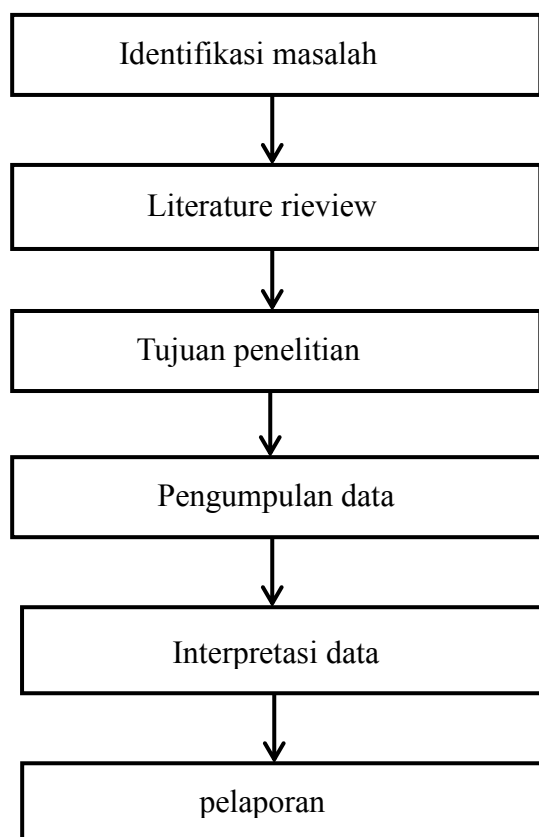 Identifikasi masalah
Literature rieview
Tujuan penelitian
Pengumpulan data
Interpretasi data
pelaporan